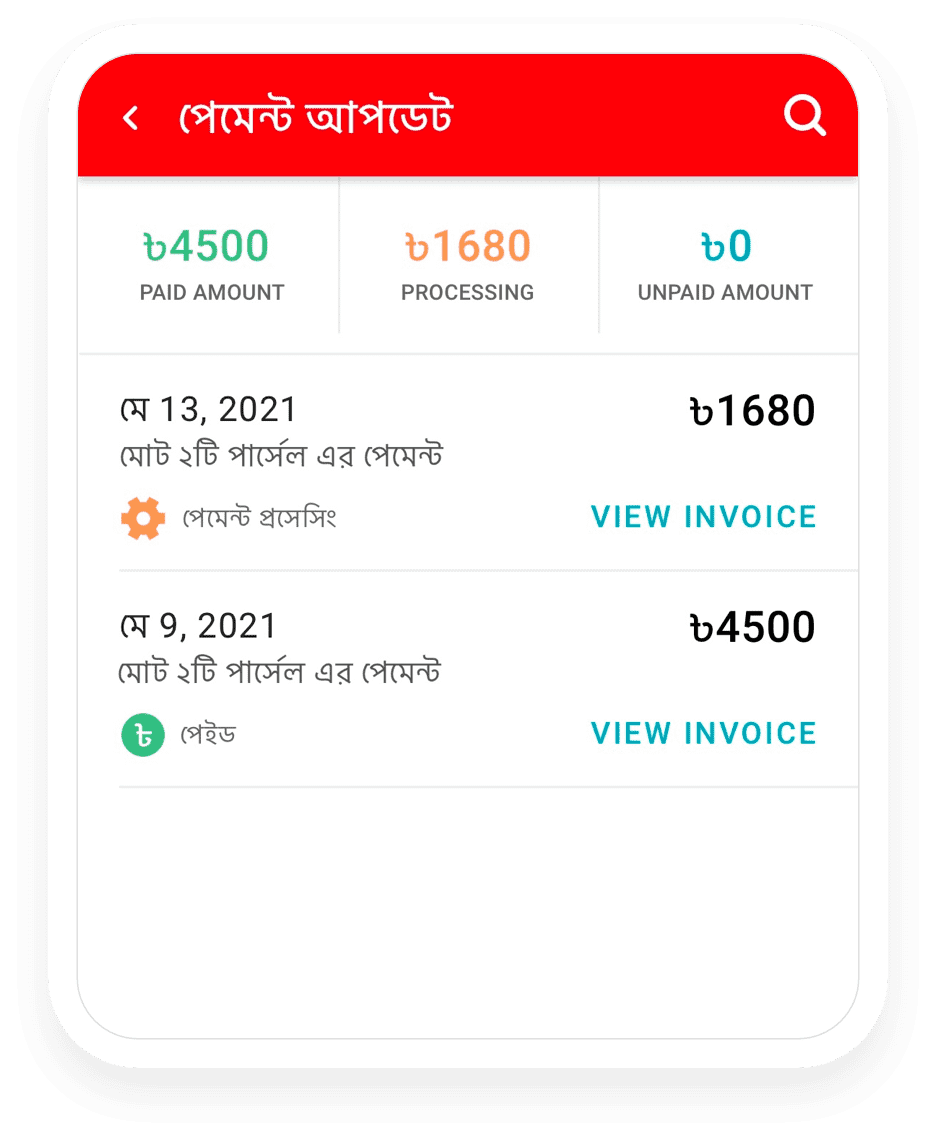 পেমেন্ট আপডেট
৳4500 ৳1680 ৳0
PAID AMOUNT PROCESSING UNPAID AMOUNT
মে 13, 2021 ৳1680
মোট ২টি পার্সেল এর পেমেন্ট
পেমেন্ট প্রসেসিং VIEW INVOICE
মে 9, 2021 ৳4500
মোট ২টি পার্সেল এর পেমেন্ট
৳ পেইড VIEW INVOICE